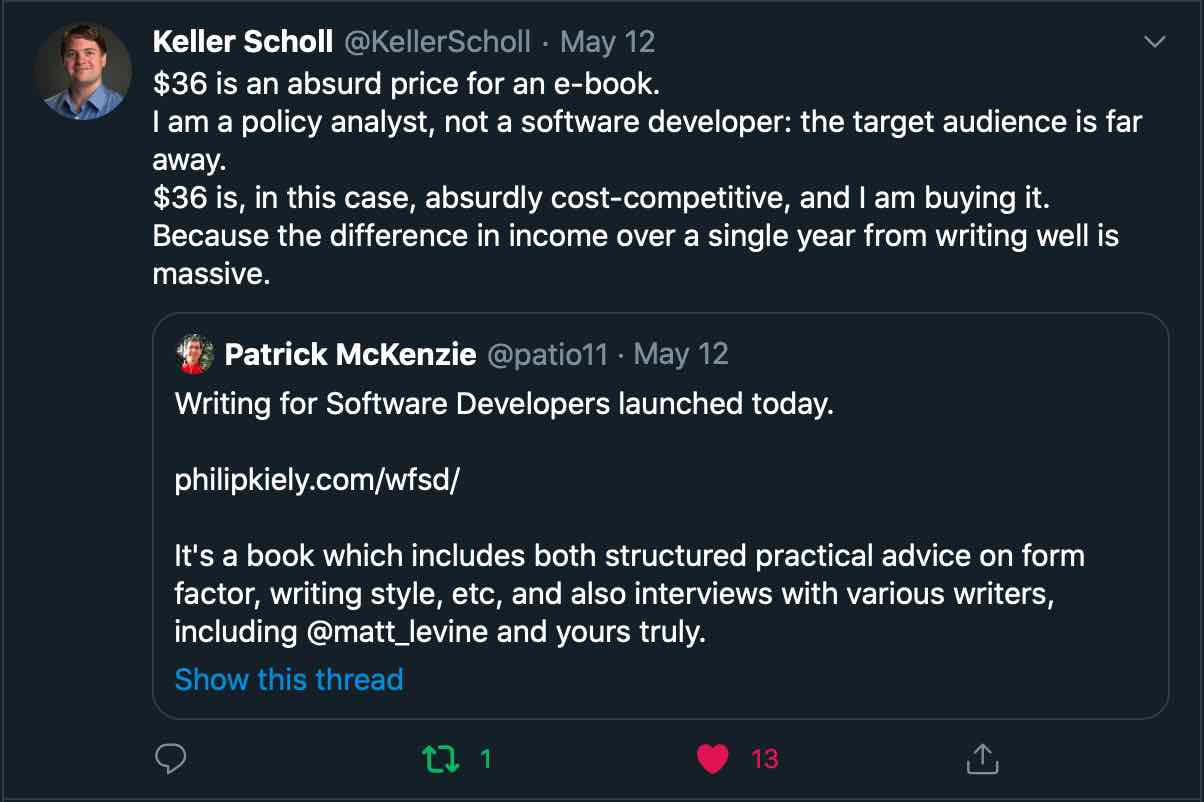 Keller Scholl @KellerScholl · May 12
$36 is an absurd price for an e-book.
I am a policy analyst, not a software developer: the target audience is far
away.
$36 is, in this case, absurdly cost-competitive, and I am buying it.
Because the difference in income over a single year from writing well is
massive.
Patrick McKenzie @patio11 · May 12
Writing for Software Developers launched today.
philipkiely.com/wfsd/
It's a book which includes both structured practical advice on form
factor, writing style, etc, and also interviews with various writers,
including @matt_levine and yours truly.
Show this thread
1 13